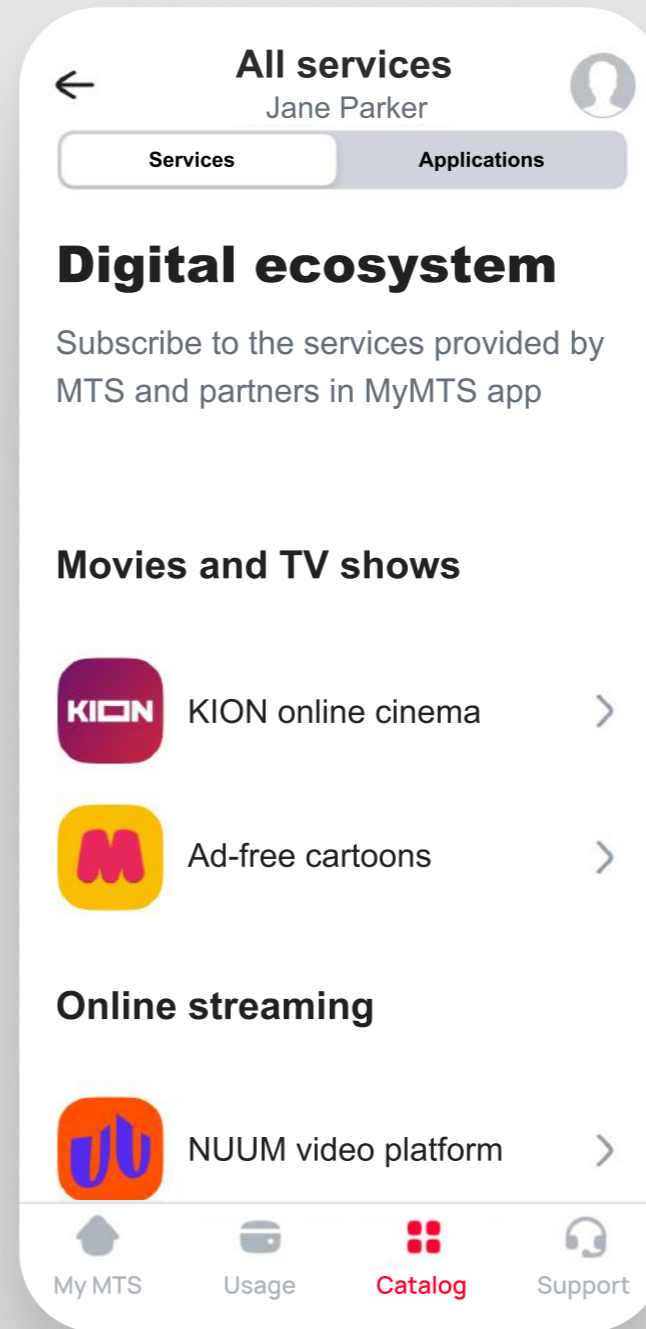 All services
Jane Parker
Services Applications
Digital ecosystem
Subscribe to the services provided by
MTS and partners in MyMTS app
Movies and TV shows
KION KION online cinema
M Ad-free cartoons
Online streaming
NUUM video platform
My MTS Usage Catalog Support